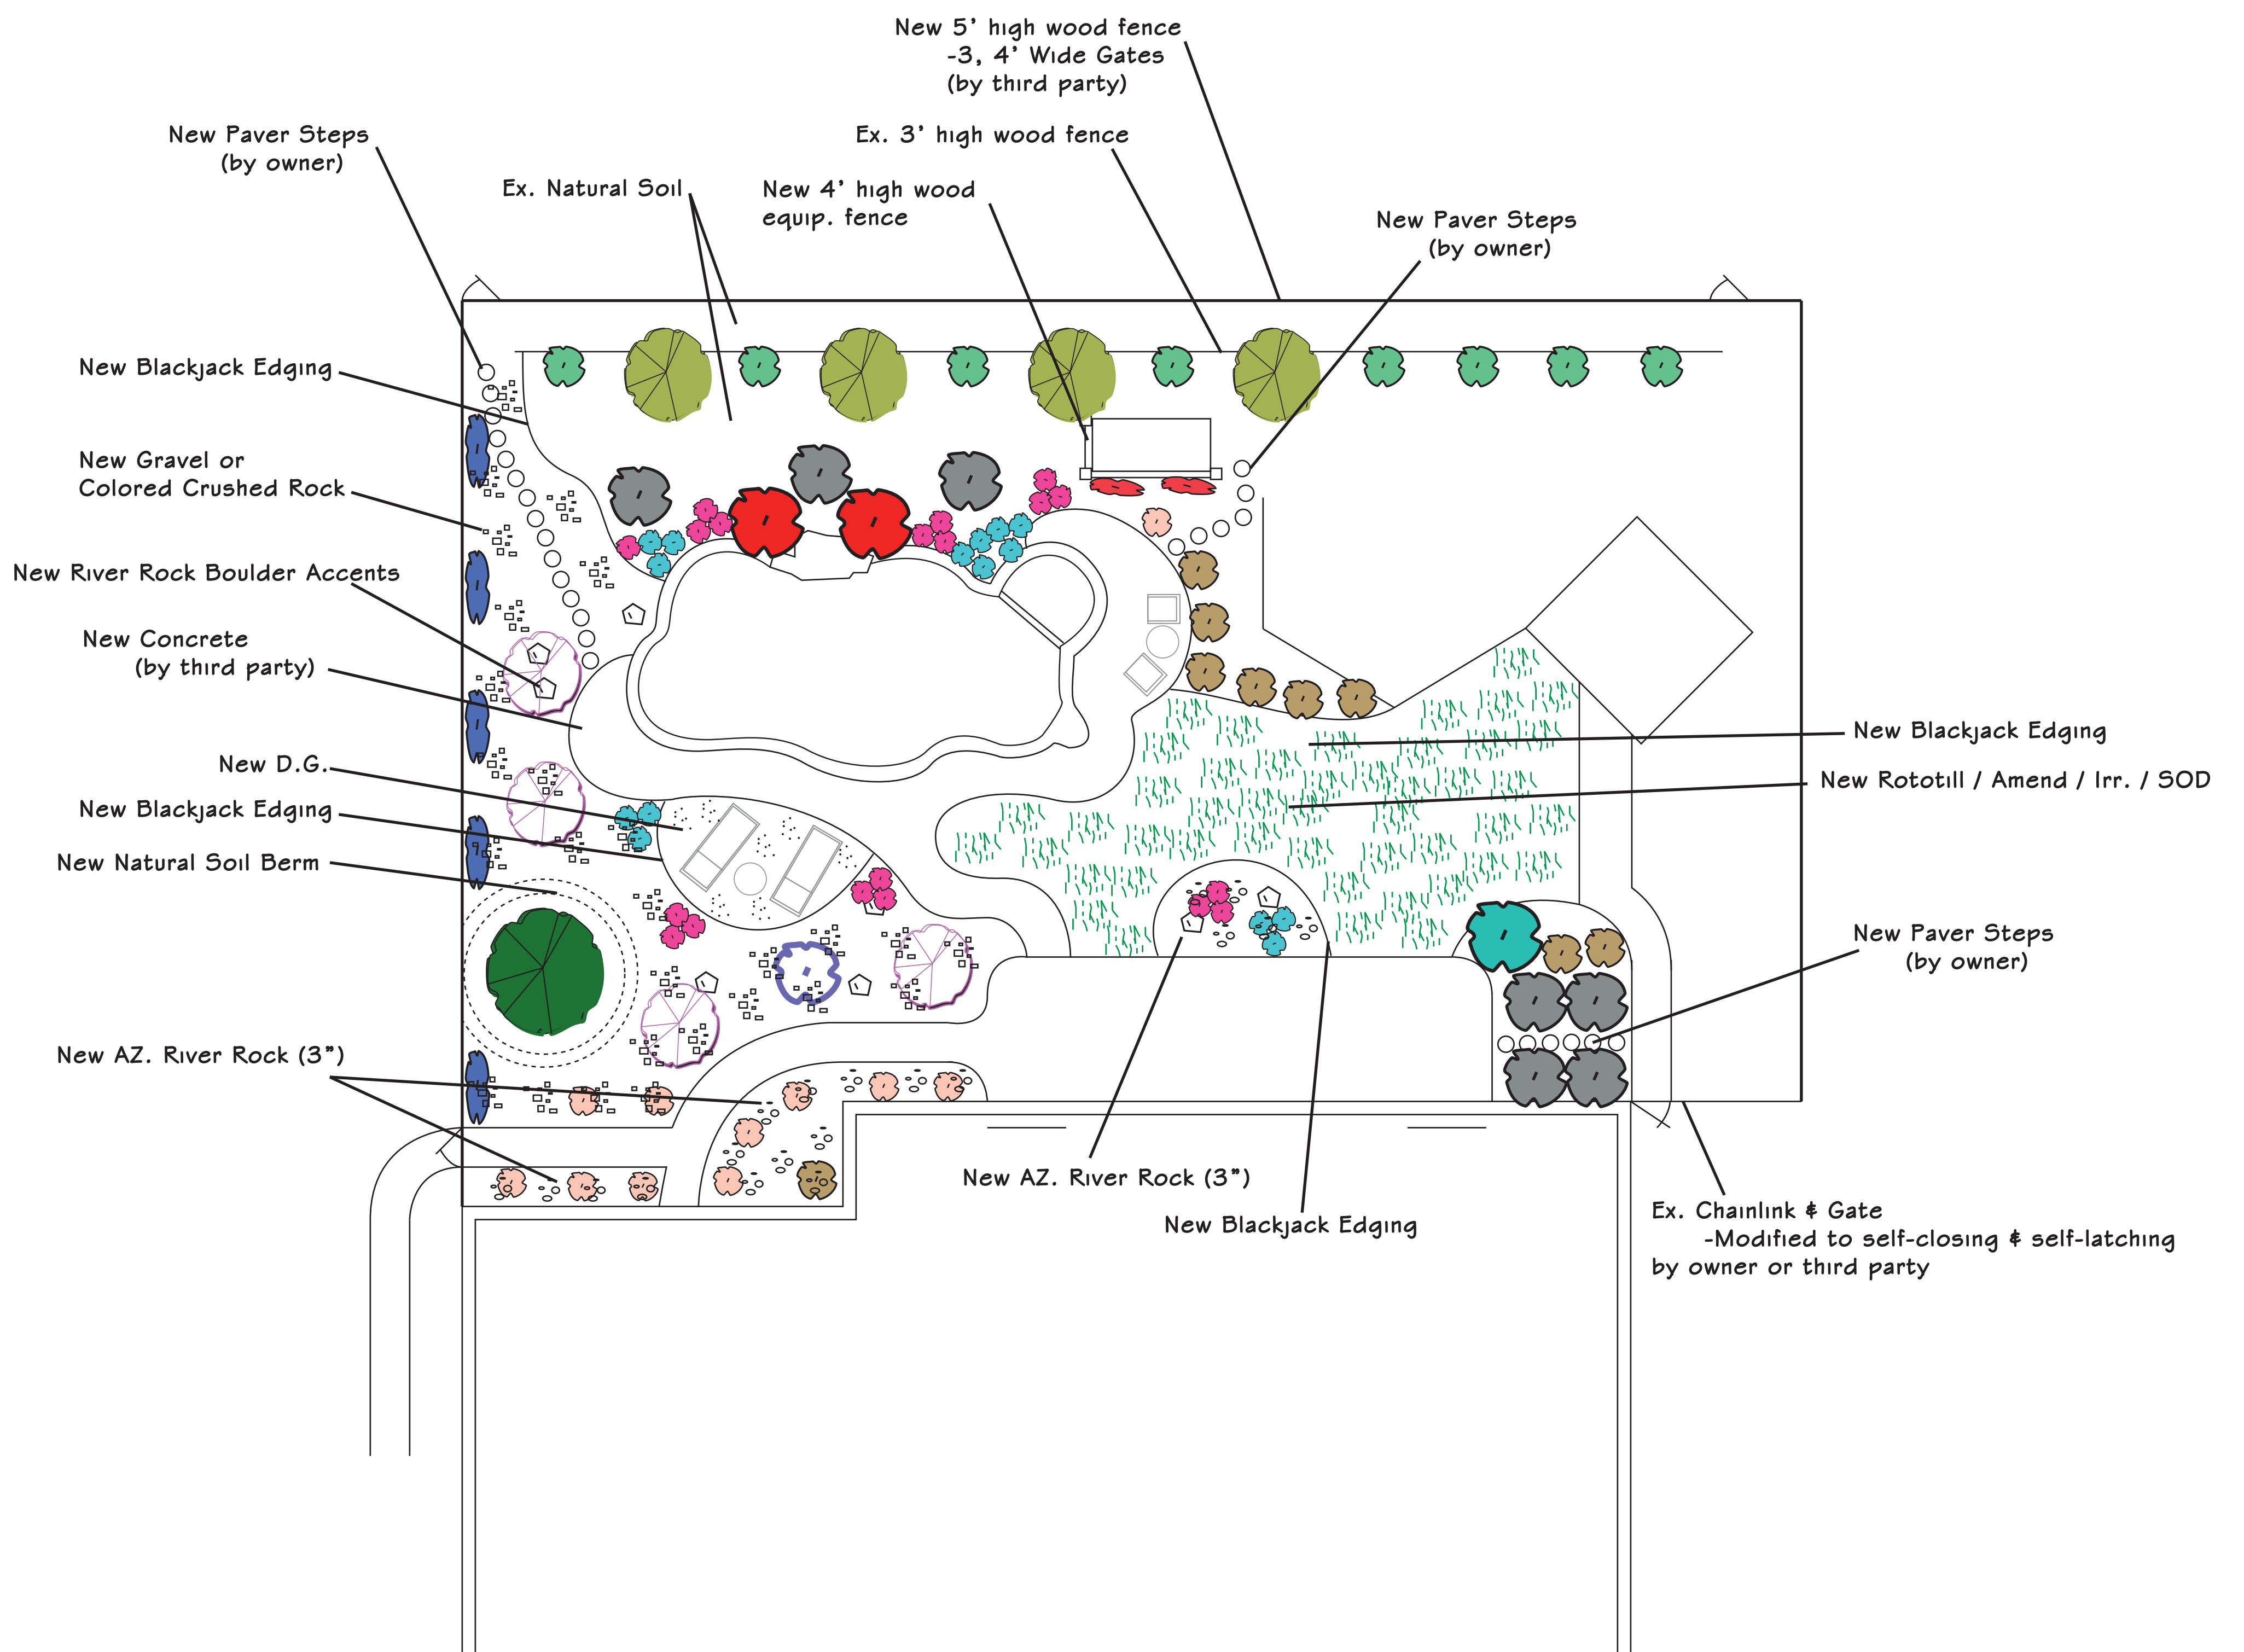 New 5' high wood fence
-3, 4' Wide Gates
(by third party)
New Paver Steps
(by owner)
Ex. 3' high wood fence
Ex. Natural Soil
New 4' high wood
equip. fence
New Paver Steps
(by owner)
New Blackjack Edging
New Gravel or
Colored Crushed Rock
New River Rock Boulder Accents
New Concrete
(by third party)
New D.G.
New Blackjack Edging
New Natural Soil Berm
New AZ. River Rock (3")
New Blackjack Edging
New Rototill / Amend / Irr. / SOD
New Paver Steps
(by owner)
New AZ. River Rock (3")
New Blackjack Edging
Ex. Chainlink & Gate
-Modified to self-closing & self-latching
by owner or third party